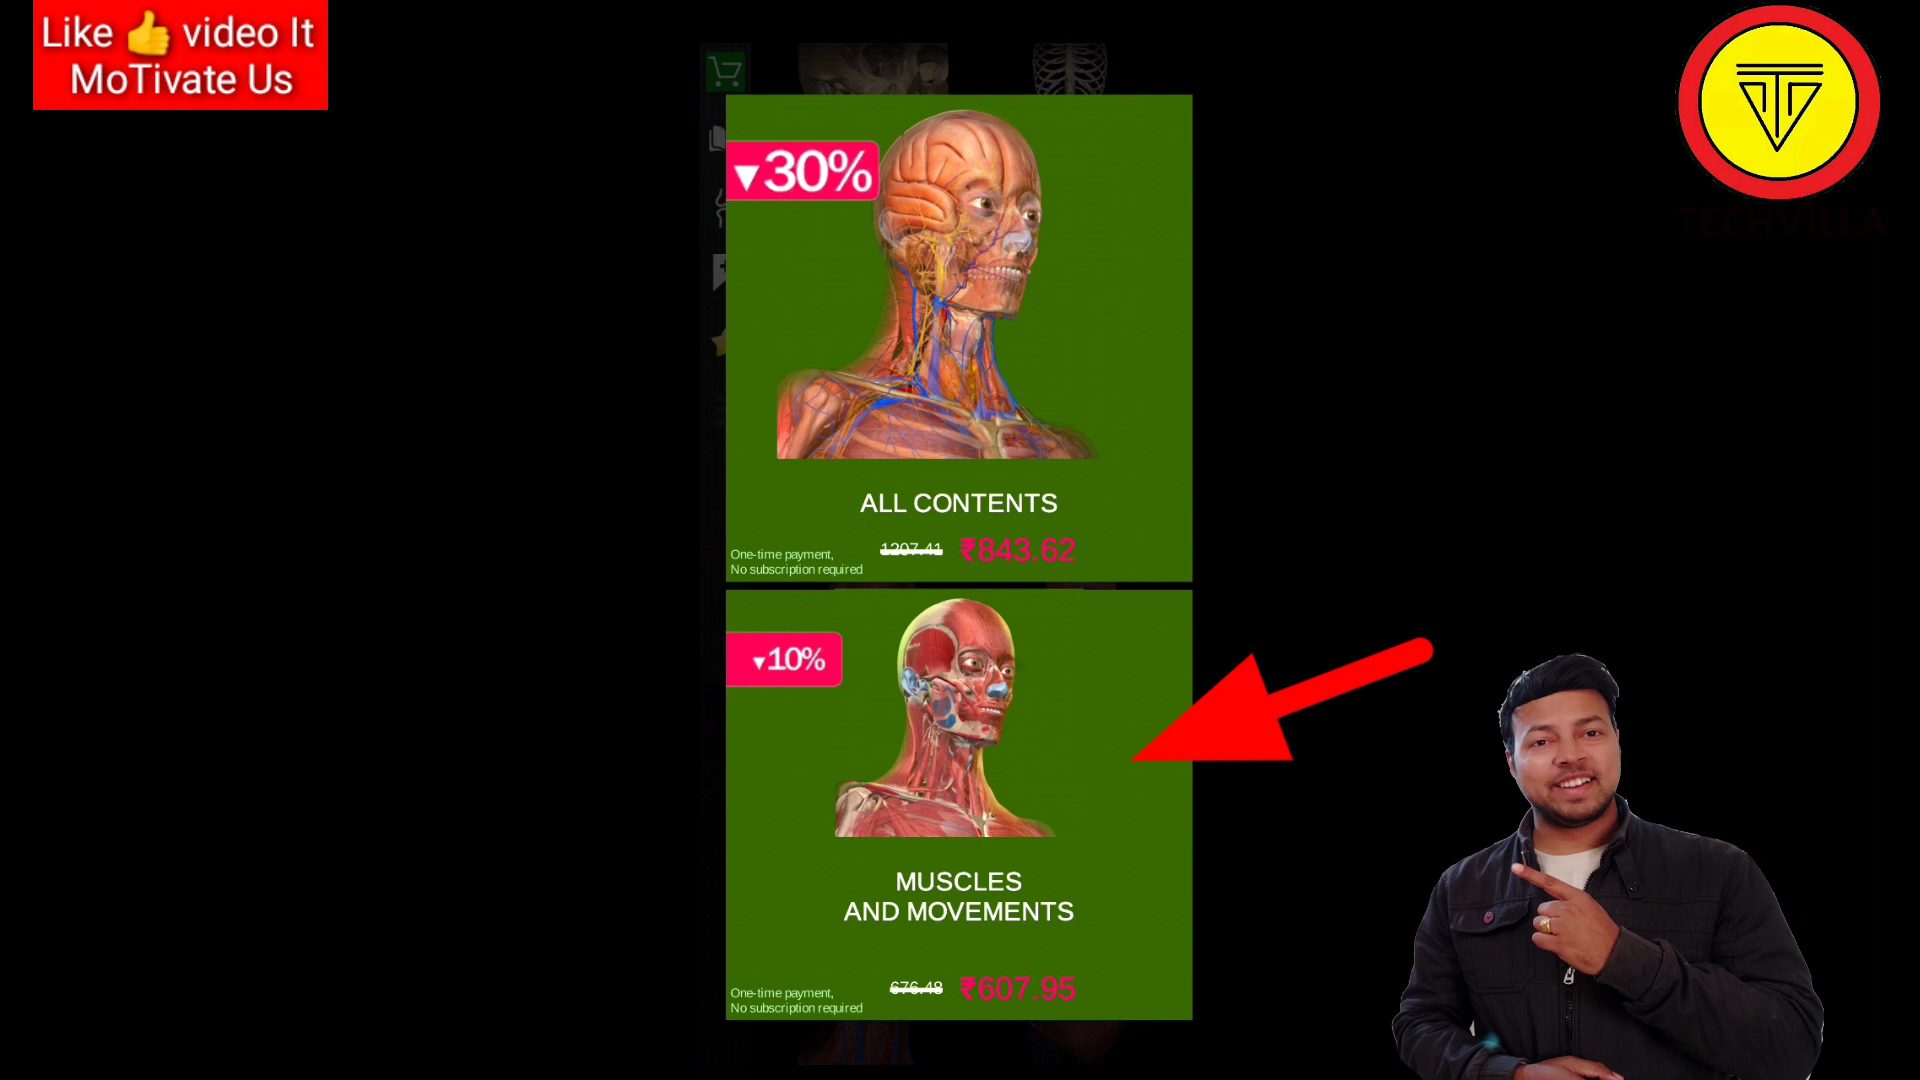 Like 👍 video It
MoTivate Us
TECHVILLA
▼30%
ALL CONTENTS
1207.41 ₹843.62
One-time payment,
No subscription required
▼10%
MUSCLES
AND MOVEMENTS
676.48 ₹607.95
One-time payment,
No subscription required